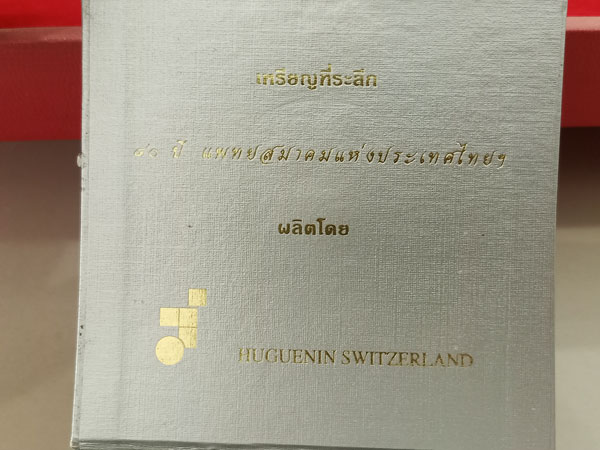 เหรียญที่ระลึก
ปี แพทยสมาคมแห่งประเทศไทยฯ
ผลิตโดย
HUGUENIN SWITZERLAND